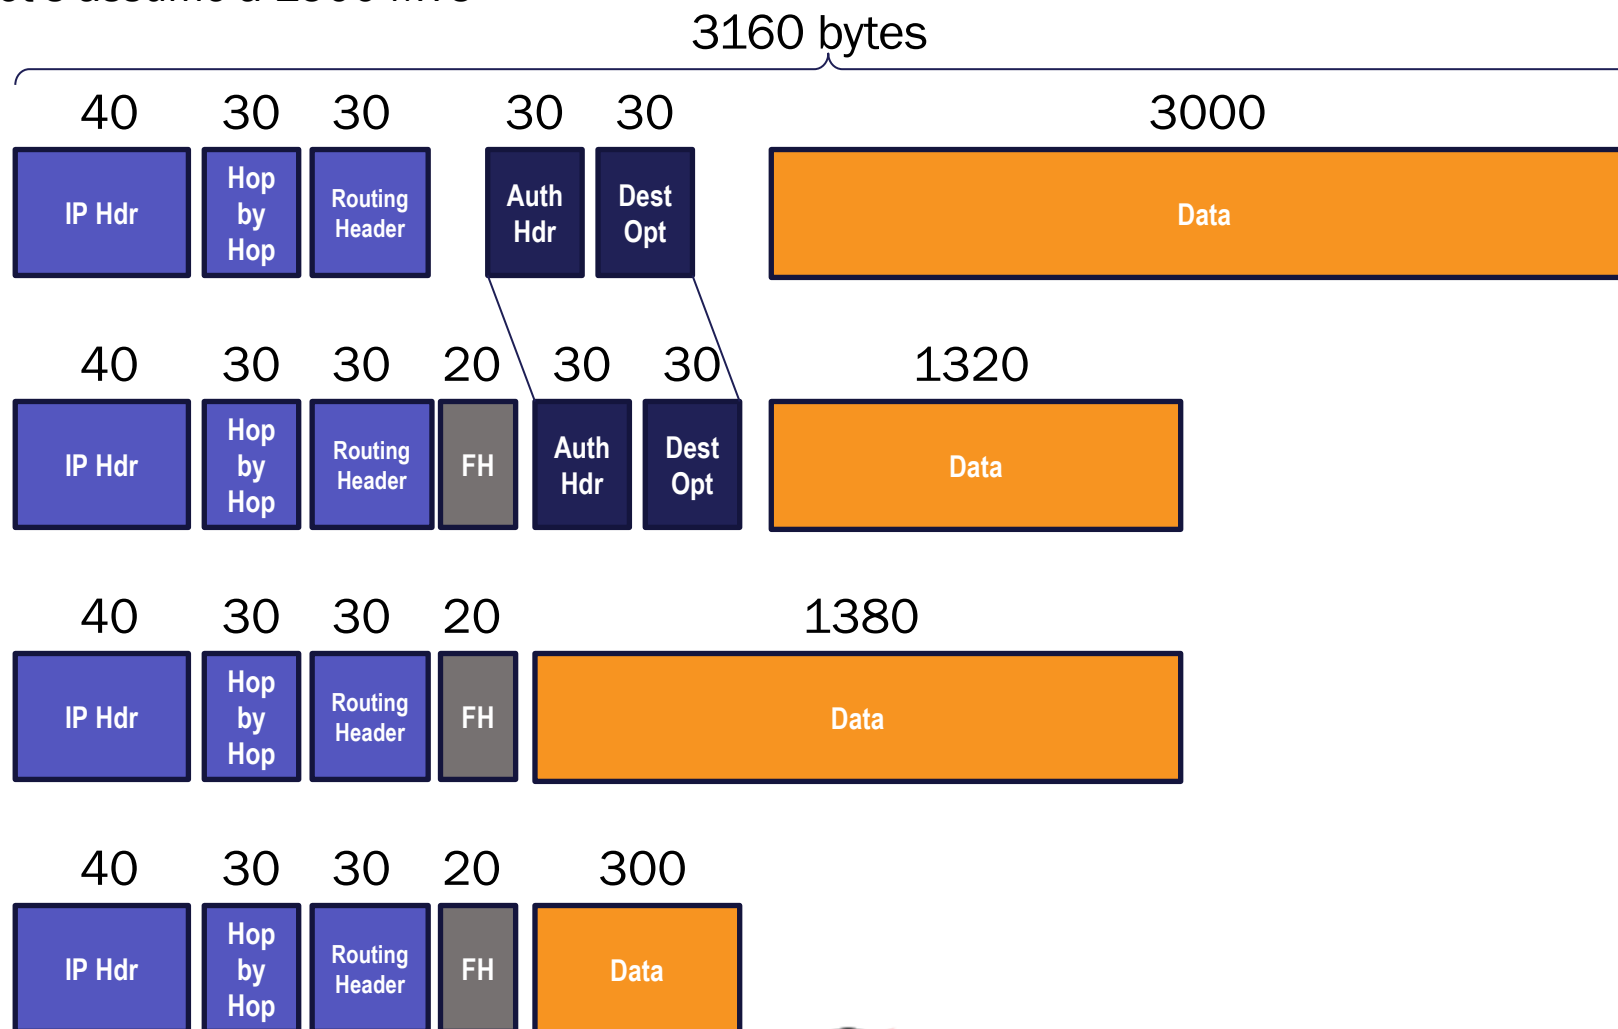 3160 bytes
40 30 30 30 30 3000
IP Hdr
Hop
by
Hop
Routing
Header
Auth
Hdr
Dest
Opt
Data
40 30 30 20 30 30 1320
IP Hdr
Hop
by
Hop
Routing
Header
FH
Auth
Hdr
Dest
Opt
Data
40 30 30 20 1380
IP Hdr
Hop
by
Hop
Routing
Header
FH
Data
40 30 30 20 300
IP Hdr
Hop
by
Hop
Routing
Header
FH
Data